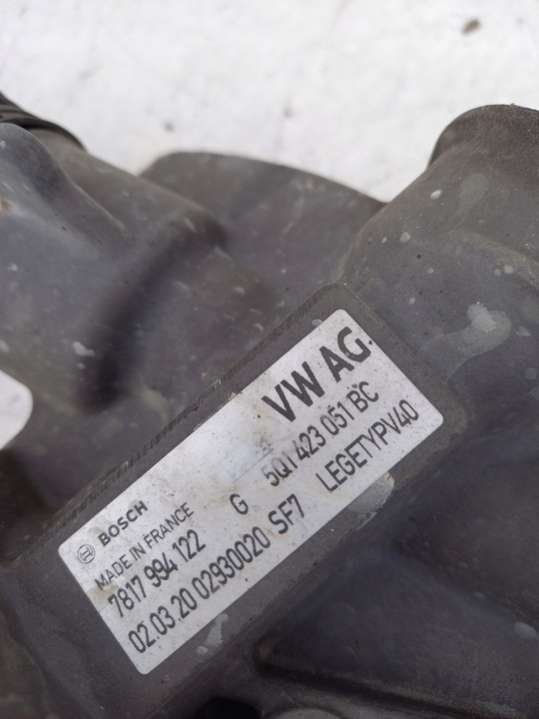 VW AG.
BOSCH
MADE IN FRANCE G 5Q1 423 051 BC
7817 994 122
02.03.20 02930020 SF7 LEGETYPV40